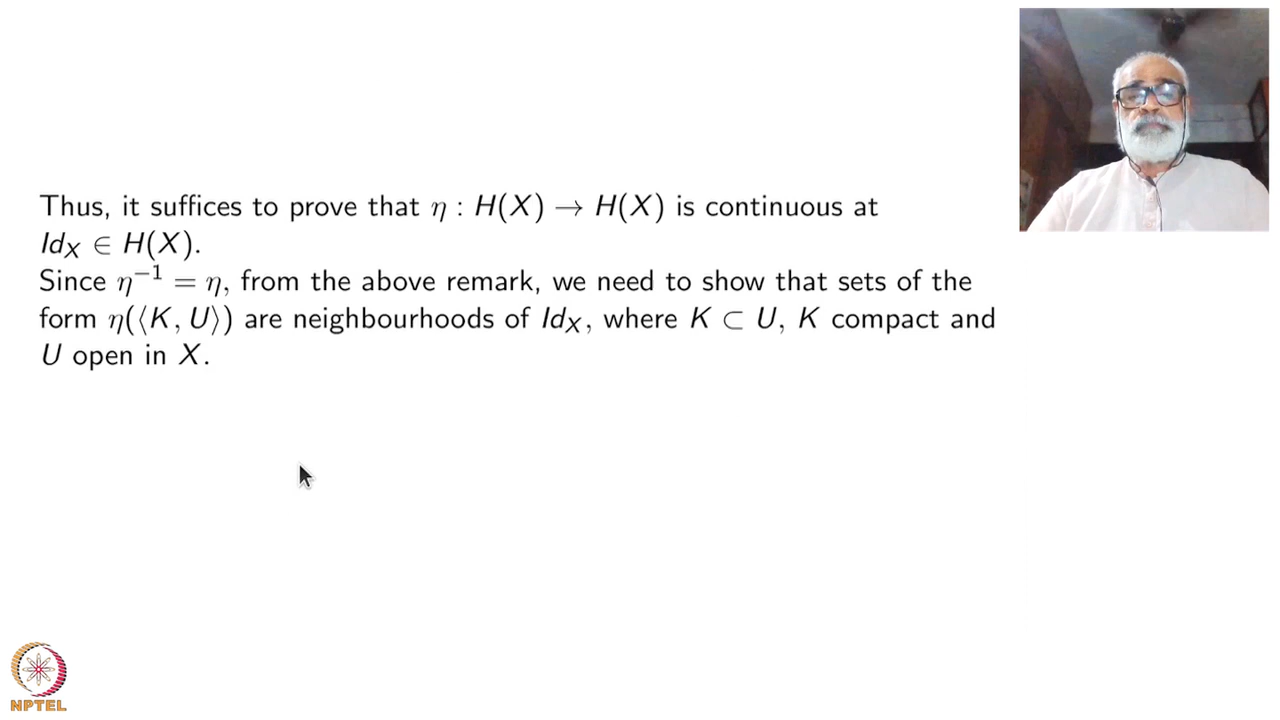 Thus, it suffices to prove that η : H(X) → H(X) is continuous at
Id_X ∈ H(X).
Since η⁻¹ = η, from the above remark, we need to show that sets of the
form η(⟨K, U⟩) are neighbourhoods of Id_X, where K ⊂ U, K compact and
U open in X.
NPTEL